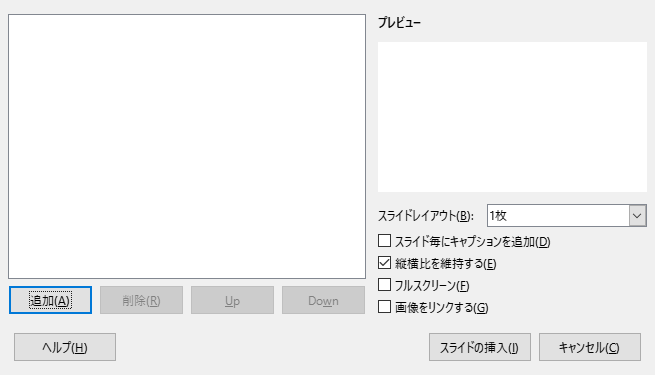 プレビュー
スライドレイアウト(B): 1枚
スライド毎にキャプションを追加(D)
縦横比を維持する(E)
フルスクリーン(F)
画像をリンクする(G)
追加(A) 削除(R) Up Down
ヘルプ(H) スライドの挿入(I) キャンセル(C)